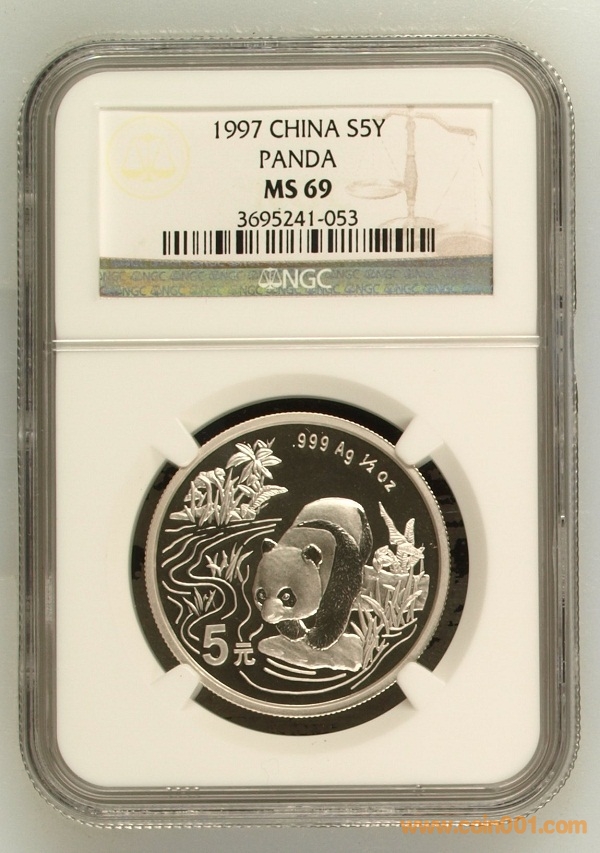 1997 CHINA S5Y
PANDA
MS 69
3695241-053
NGC
.999 Ag ½ oz
5元
www.coin001.com